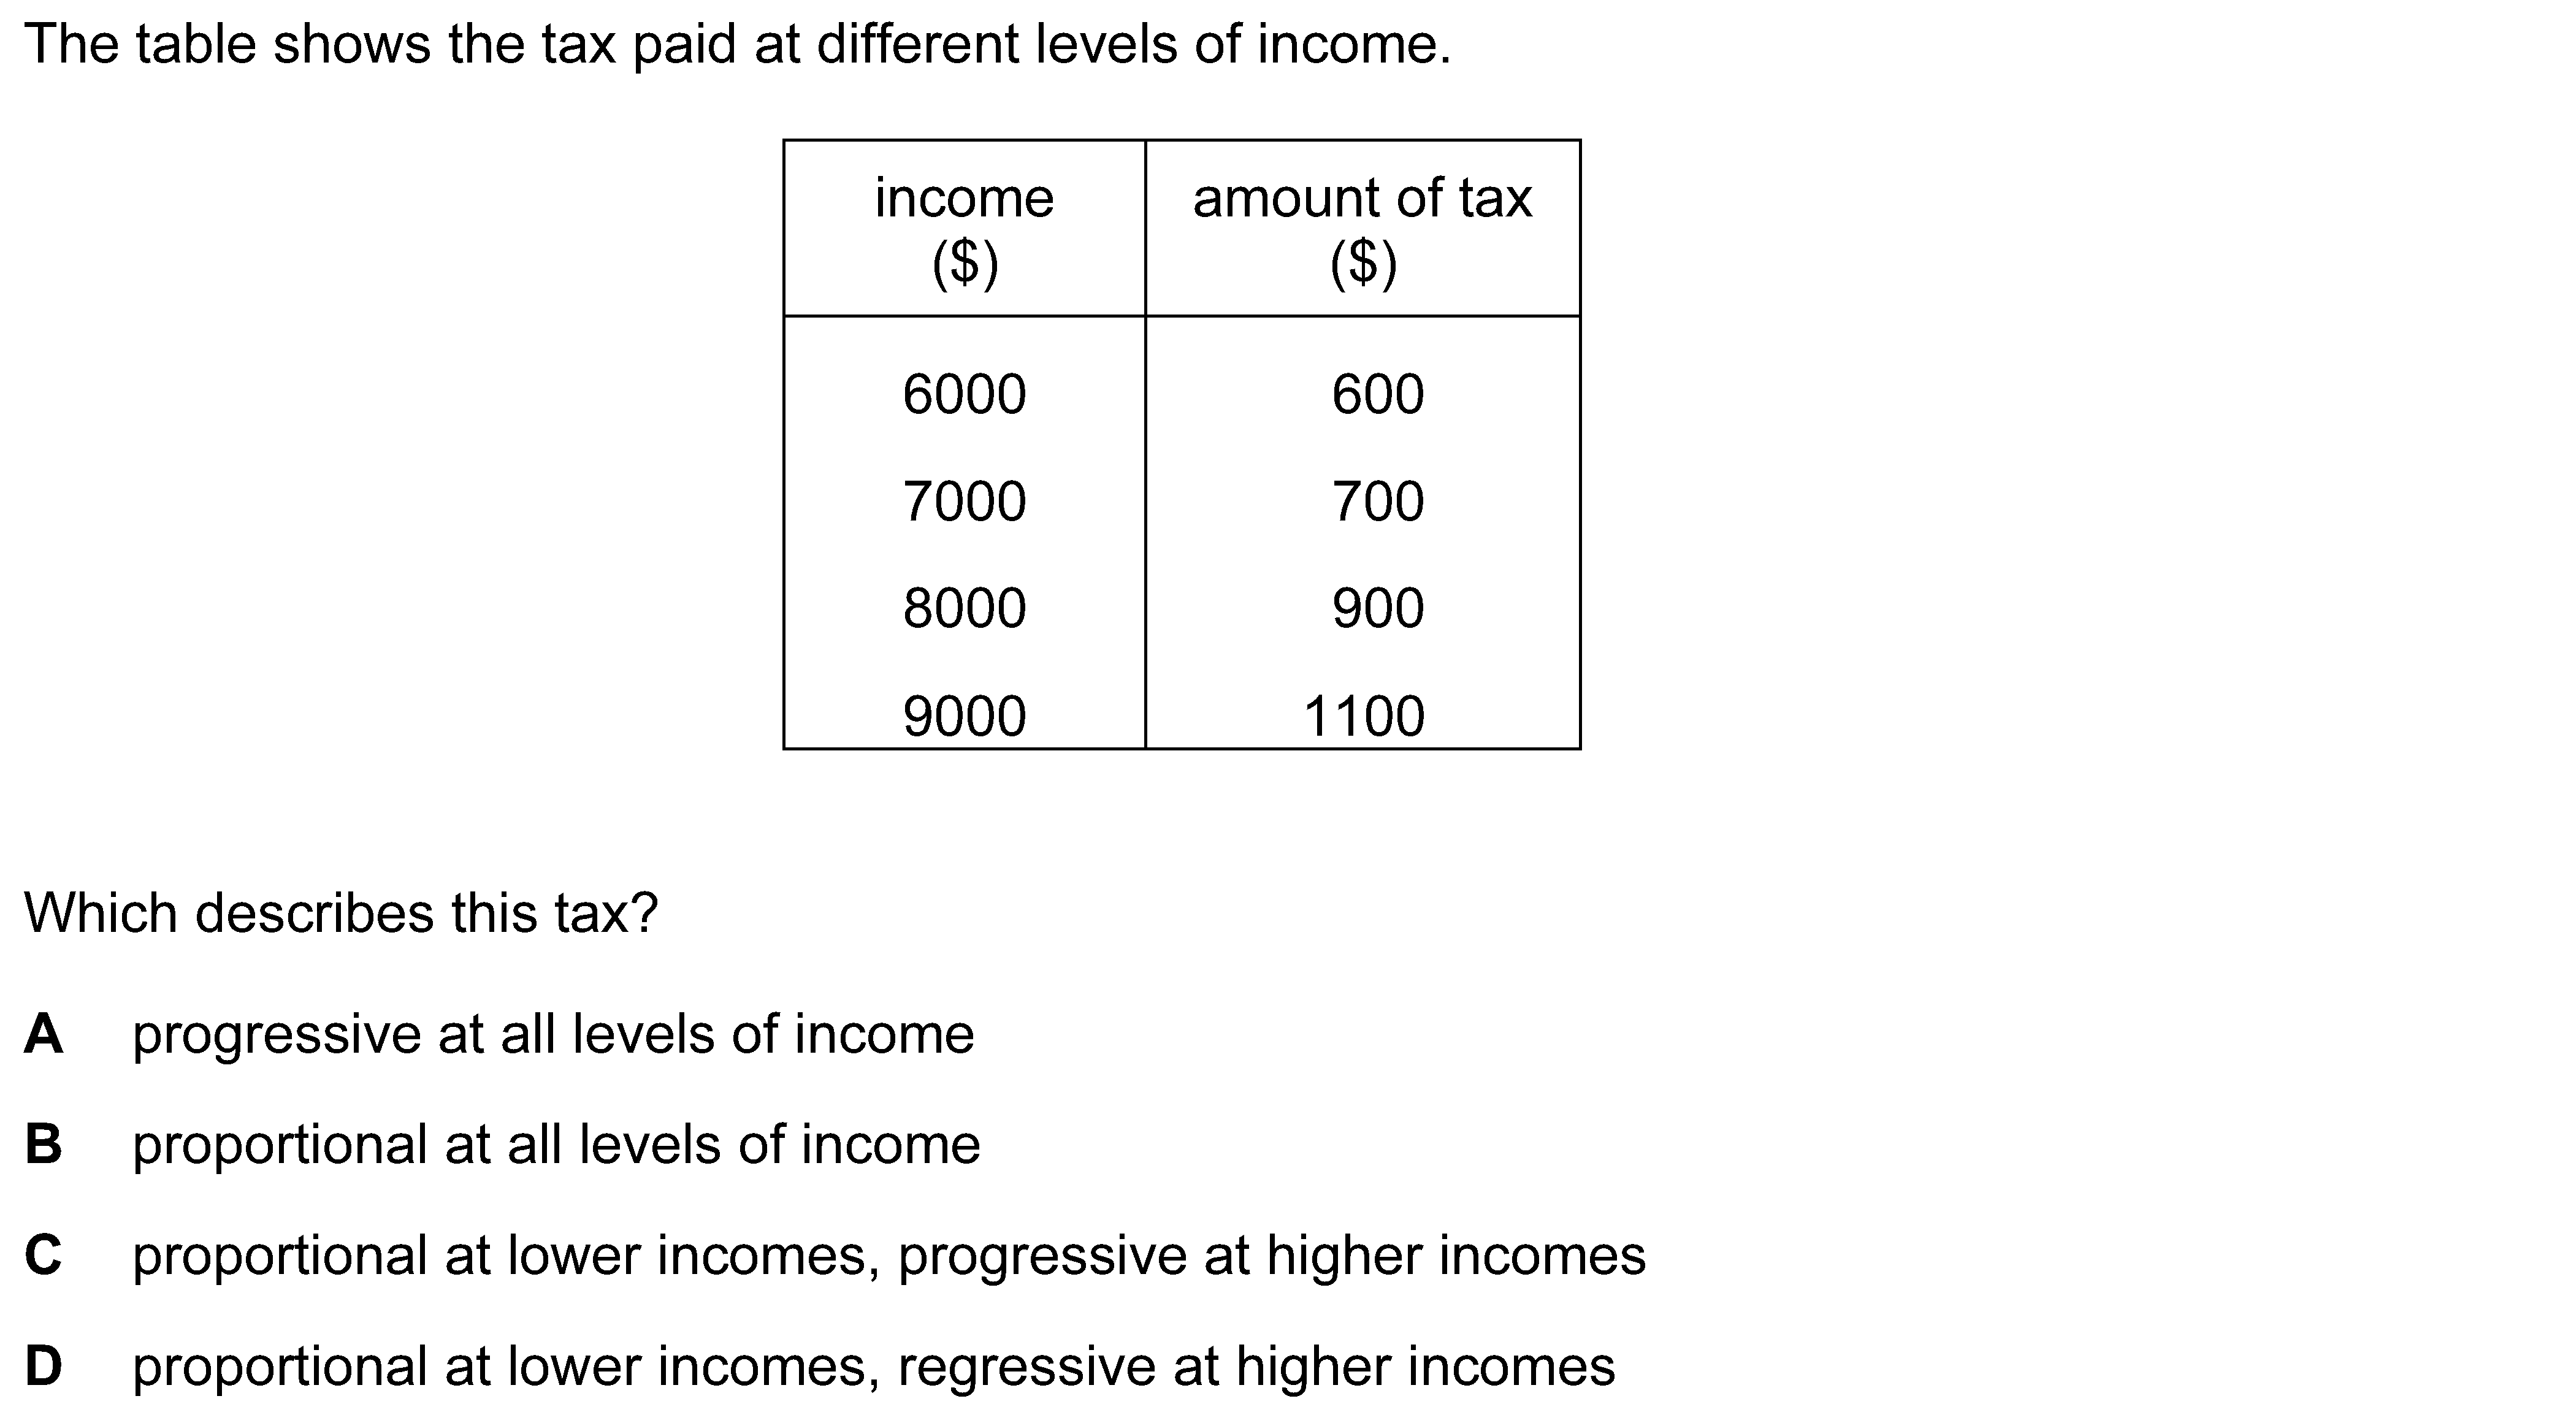 The table shows the tax paid at different levels of income.
income amount of tax
($) ($)
6000 600
7000 700
8000 900
9000 1100
Which describes this tax?
A progressive at all levels of income
B proportional at all levels of income
C proportional at lower incomes, progressive at higher incomes
D proportional at lower incomes, regressive at higher incomes